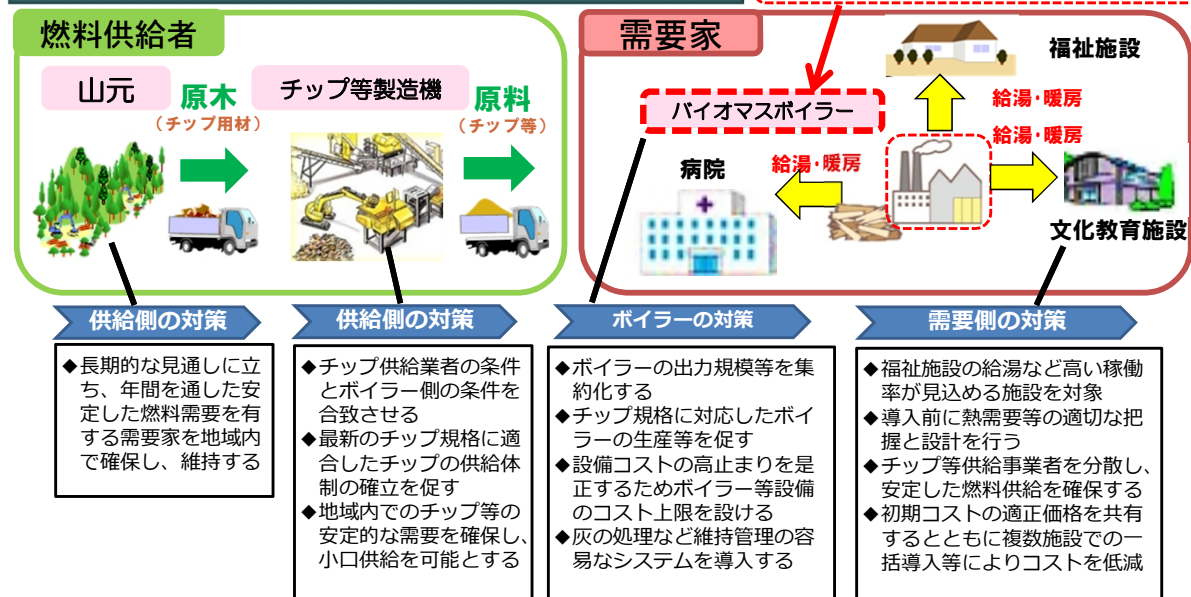 燃料供給者
山元
原木
（チップ用材）
チップ等製造機
原料
（チップ等）
需要家
バイオマスボイラー
福祉施設
給湯・暖房
給湯・暖房
病院
給湯・暖房
文化教育施設
供給側の対策
◆長期的な見通しに立
ち、年間を通した安
定した燃料需要を有
する需要家を地域内
で確保し、維持する
供給側の対策
◆チップ供給業者の条件
とボイラー側の条件を
合致させる
◆最新のチップ規格に適
合したチップの供給体
制の確立を促す
◆地域内でのチップ等の
安定的な需要を確保し、
小口供給を可能とする
ボイラーの対策
◆ボイラーの出力規模等を集
約化する
◆チップ規格に対応したボイ
ラーの生産等を促す
◆設備コストの高止まりを是
正するためボイラー等設備
のコスト上限を設ける
◆灰の処理など維持管理の容
易なシステムを導入する
需要側の対策
◆福祉施設の給湯など高い稼働
率が見込める施設を対象
◆導入前に熱需要等の適切な把
握と設計を行う
◆チップ等供給事業者を分散し、
安定した燃料供給を確保する
◆初期コストの適正価格を共有
するとともに複数施設での一
括導入等によりコストを低減